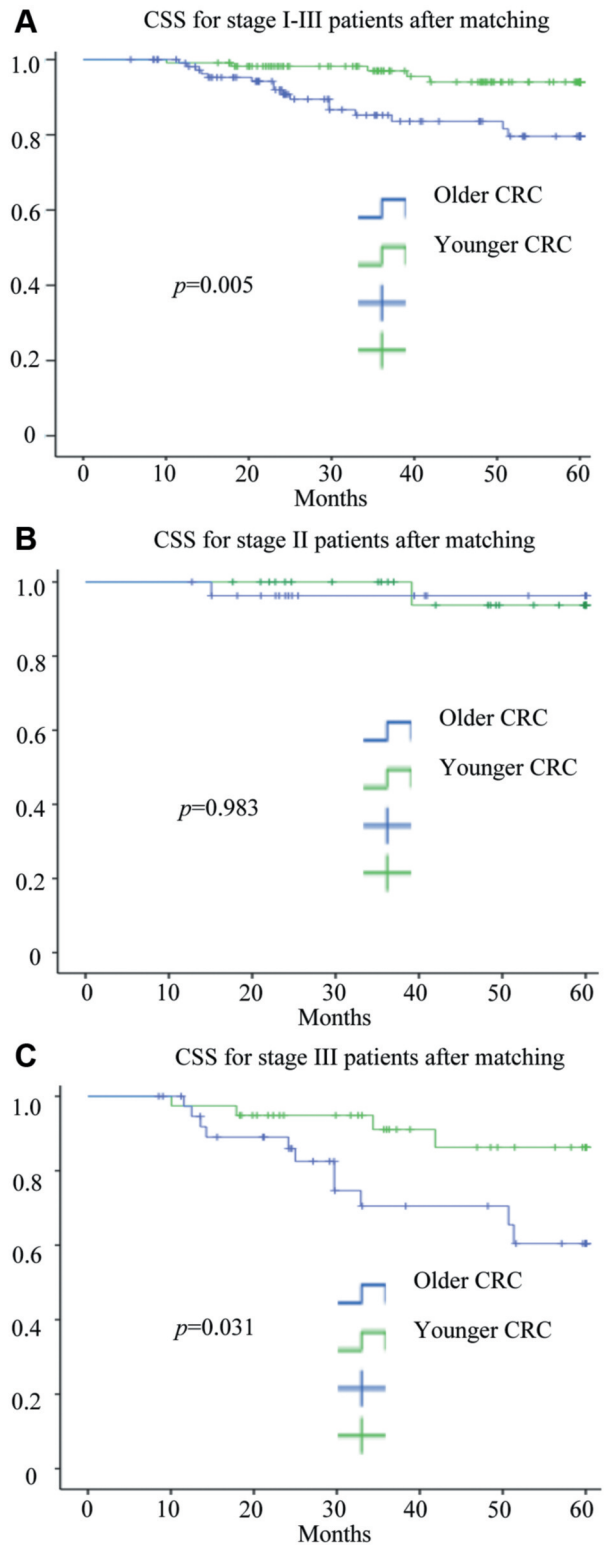 A
CSS for stage I-III patients after matching
1.0
0.8
0.6
0.4
0.2
0
Older CRC
Younger CRC
p=0.005
0 10 20 30 40 50 60
Months
B
CSS for stage II patients after matching
1.0
0.8
0.6
0.4
0.2
0
Older CRC
Younger CRC
p=0.983
0 10 20 30 40 50 60
Months
C
CSS for stage III patients after matching
1.0
0.8
0.6
0.4
0.2
0
Older CRC
Younger CRC
p=0.031
0 10 20 30 40 50 60
Months